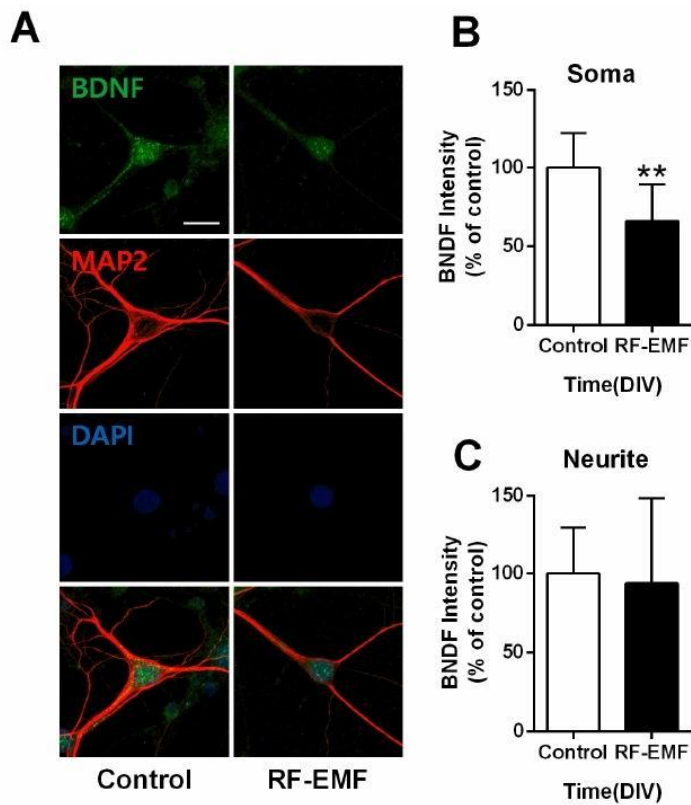 A
BDNF
MAP2
DAPI
Control RF-EMF
B
Soma
BNDF Intensity
(% of control)
150
100
50
0
**
Control RF-EMF
Time(DIV)
C
Neurite
BNDF Intensity
(% of control)
150
100
50
0
Control RF-EMF
Time(DIV)